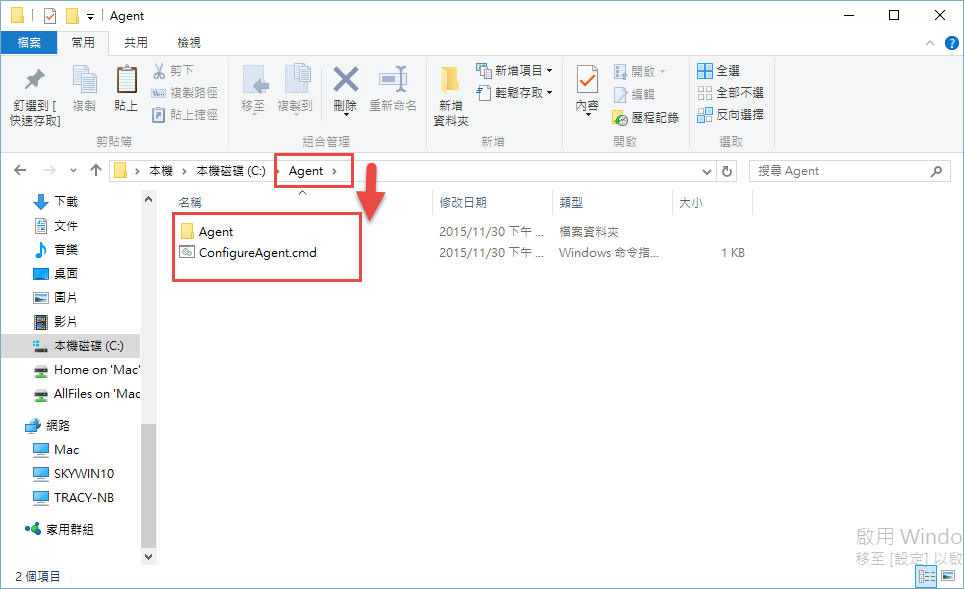 Agent
檔案 常用 共用 檢視
釘選到 [
快速存取]
複製
貼上
剪下
複製路徑
貼上捷徑
剪貼簿
移至
複製到
刪除
重新命名
組合管理
新增
資料夾
新增項目
輕鬆存取
新增
內容
開啟
編輯
歷程記錄
開啟
全選
全部不選
反向選擇
選取
本機 本機磁碟 (C:) Agent
搜尋 Agent
下載
文件
音樂
桌面
圖片
影片
本機磁碟 (C:)
Home on 'Mac'
AllFiles on 'Mac
網路
Mac
SKYWIN10
TRACY-NB
家用群組
名稱 修改日期 類型 大小
Agent 2015/11/30 下午 ... 檔案資料夾
ConfigureAgent.cmd 2015/11/30 下午 ... Windows 命令指... 1 KB
啟用 Windo
移至 [設定] 以啟
2 個項目